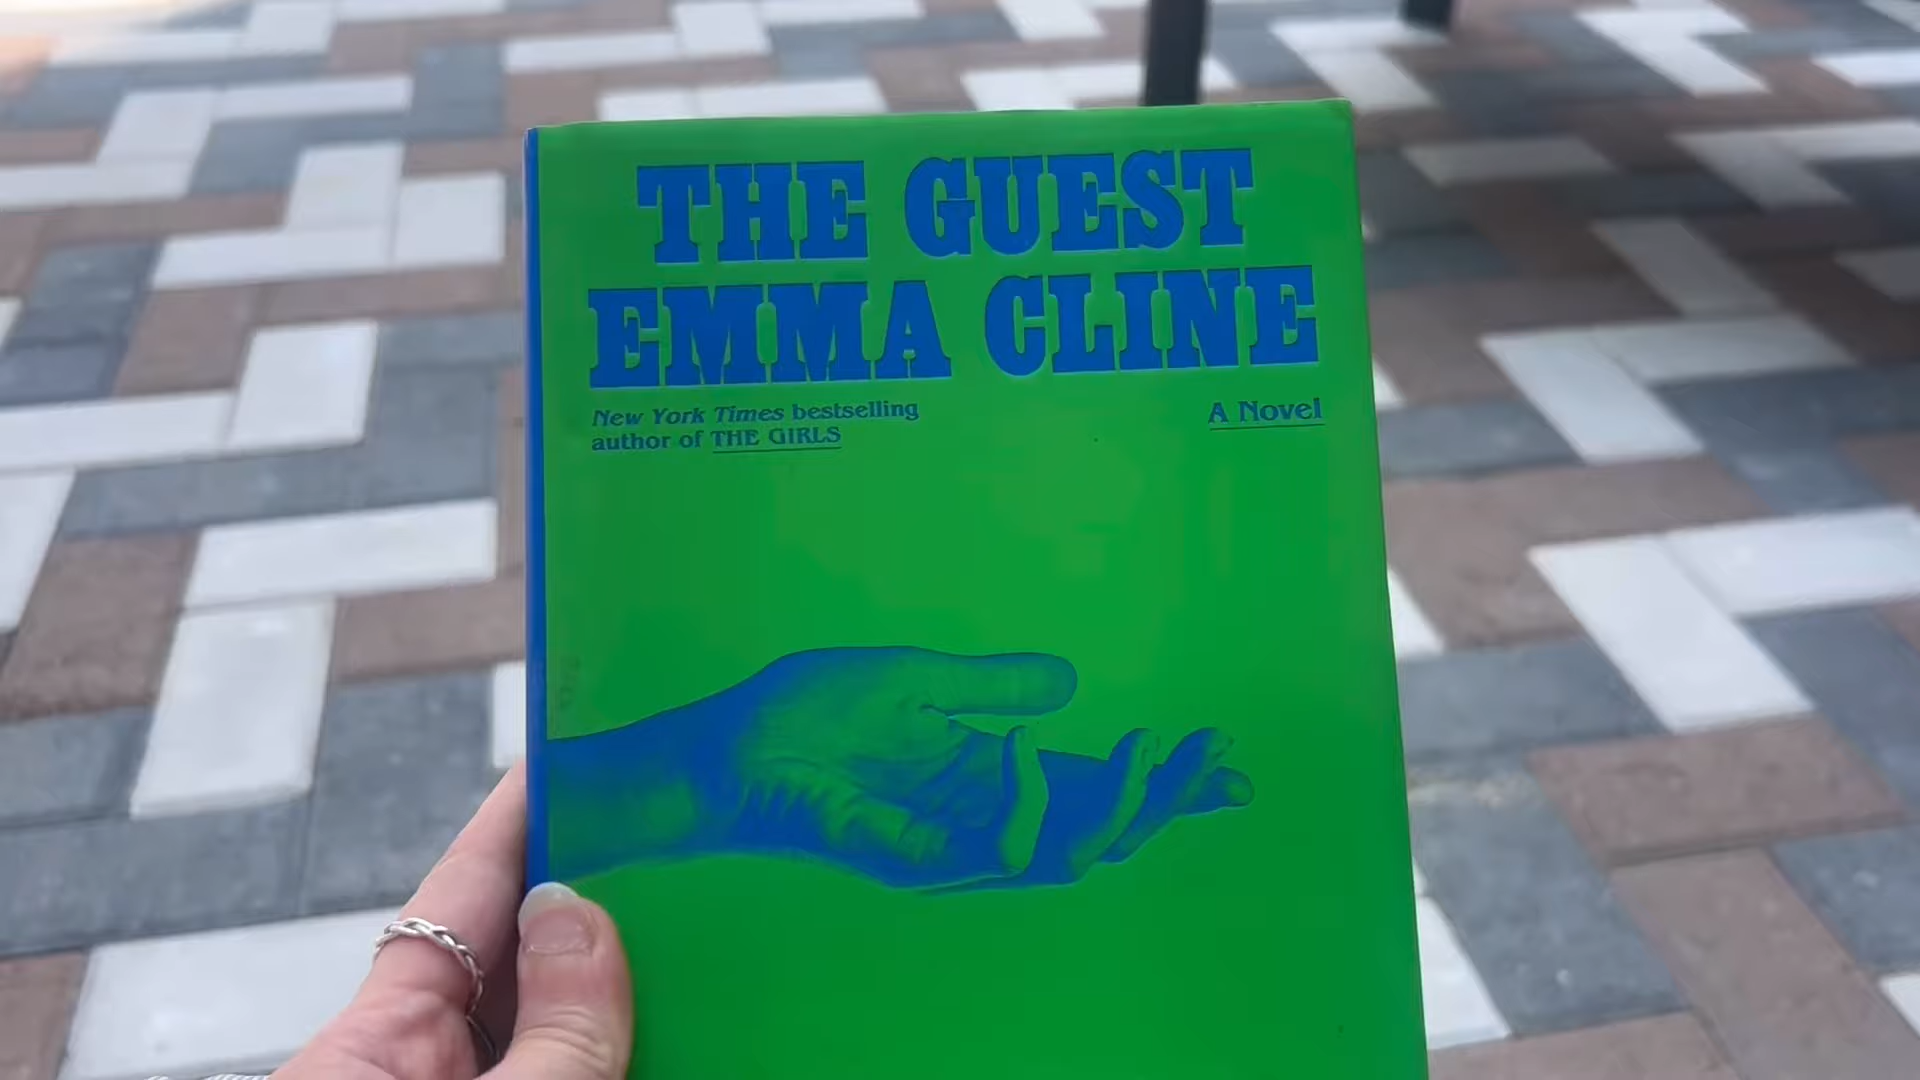 THE GUEST
EMMA CLINE
New York Times bestselling
author of THE GIRLS
A Novel